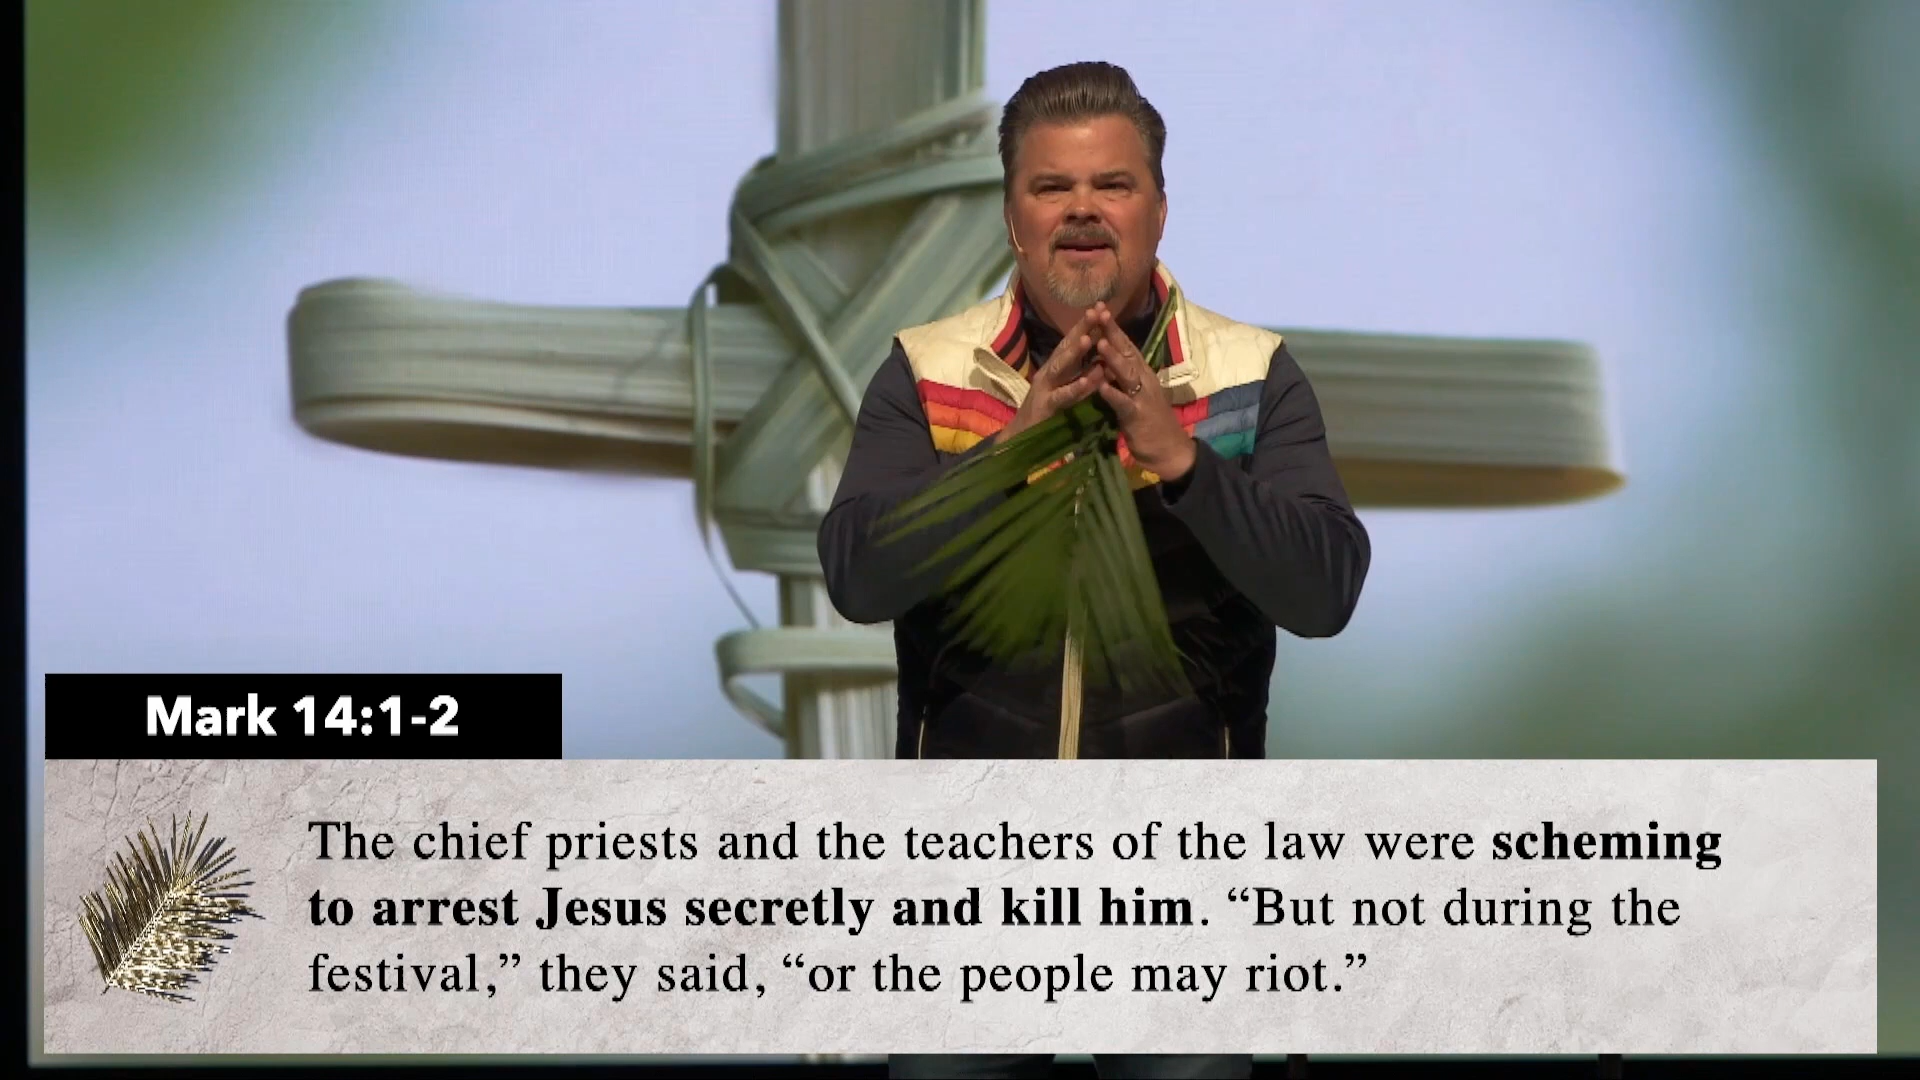 Mark 14:1-2
The chief priests and the teachers of the law were scheming
to arrest Jesus secretly and kill him. “But not during the
festival,” they said, “or the people may riot.”